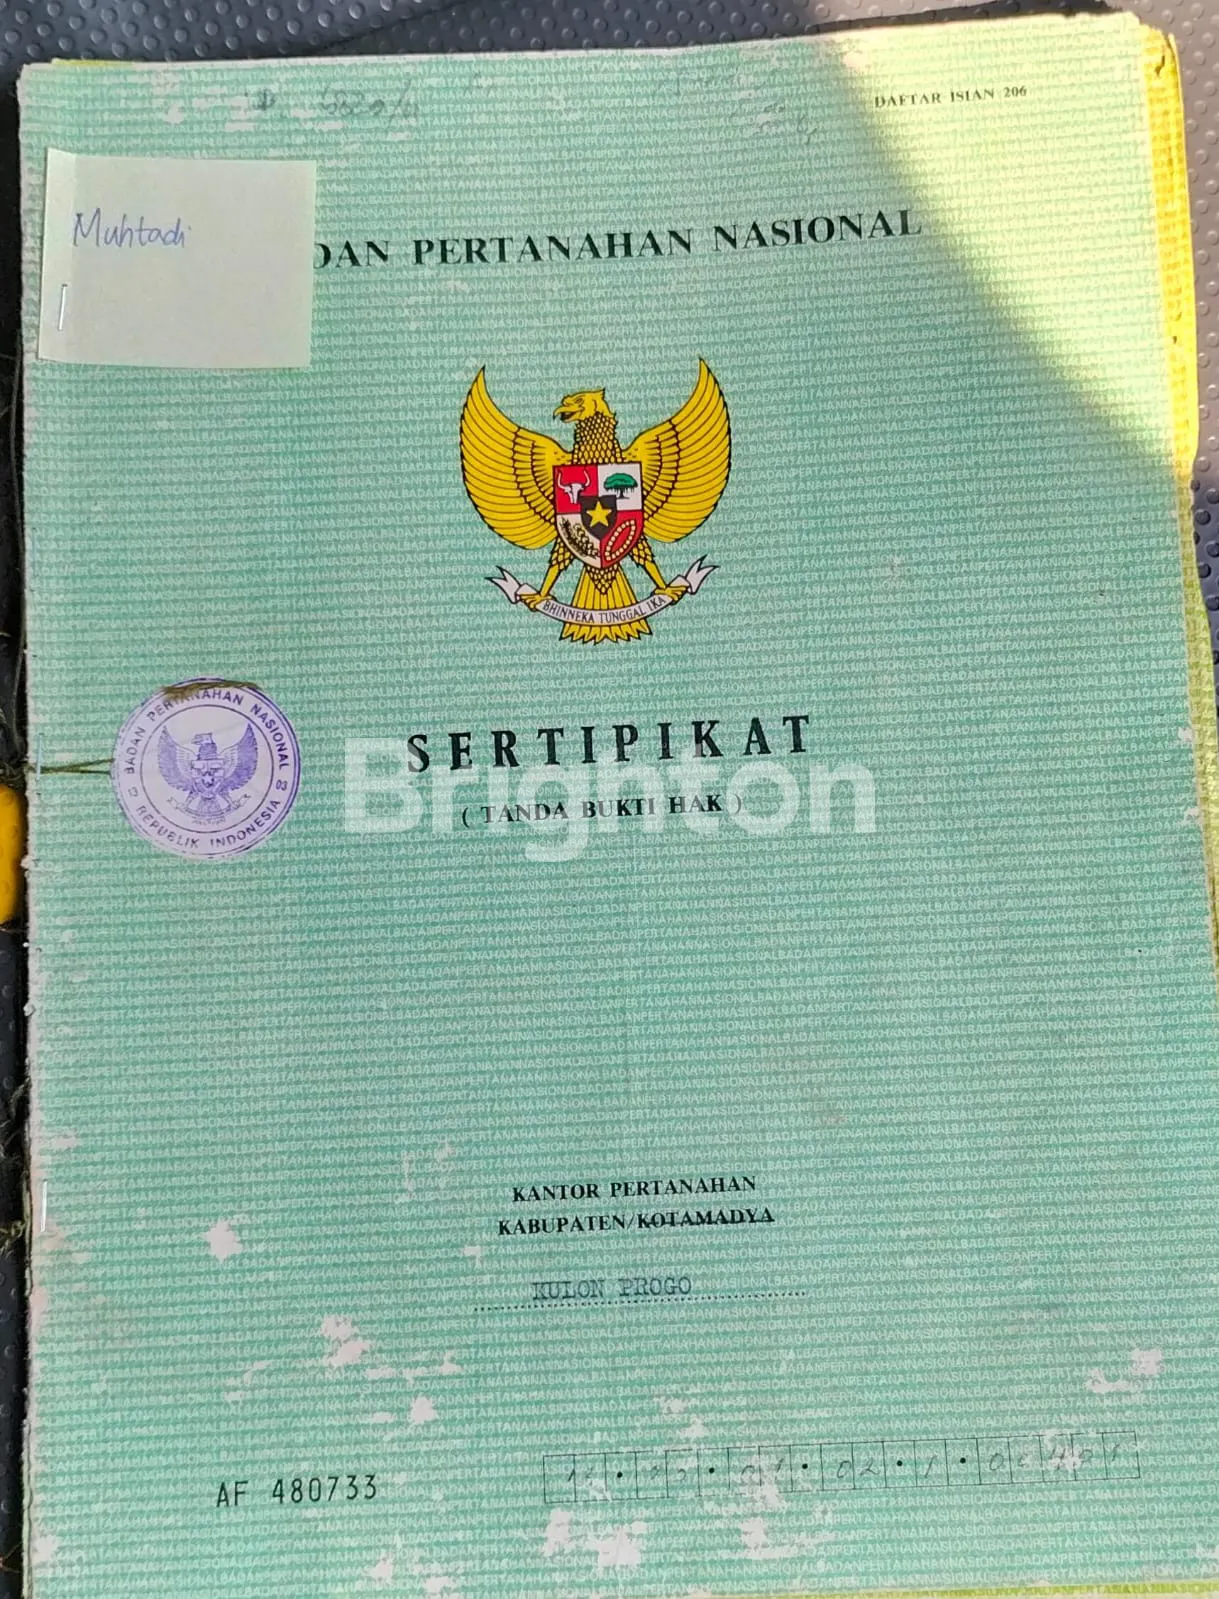 DAFTAR ISIAN 206
Muhtadi
DAN PERTANAHAN NASIONAL
BHINNEKA TUNGGAL IKA
BADAN PERTANAHAN NASIONAL
REPUBLIK INDONESIA
SERTIPIKAT
Brighton
( TANDA BUKTI HAK )
KANTOR PERTANAHAN
KABUPATEN/KOTAMADYA
KULON PROGO
AF 480733